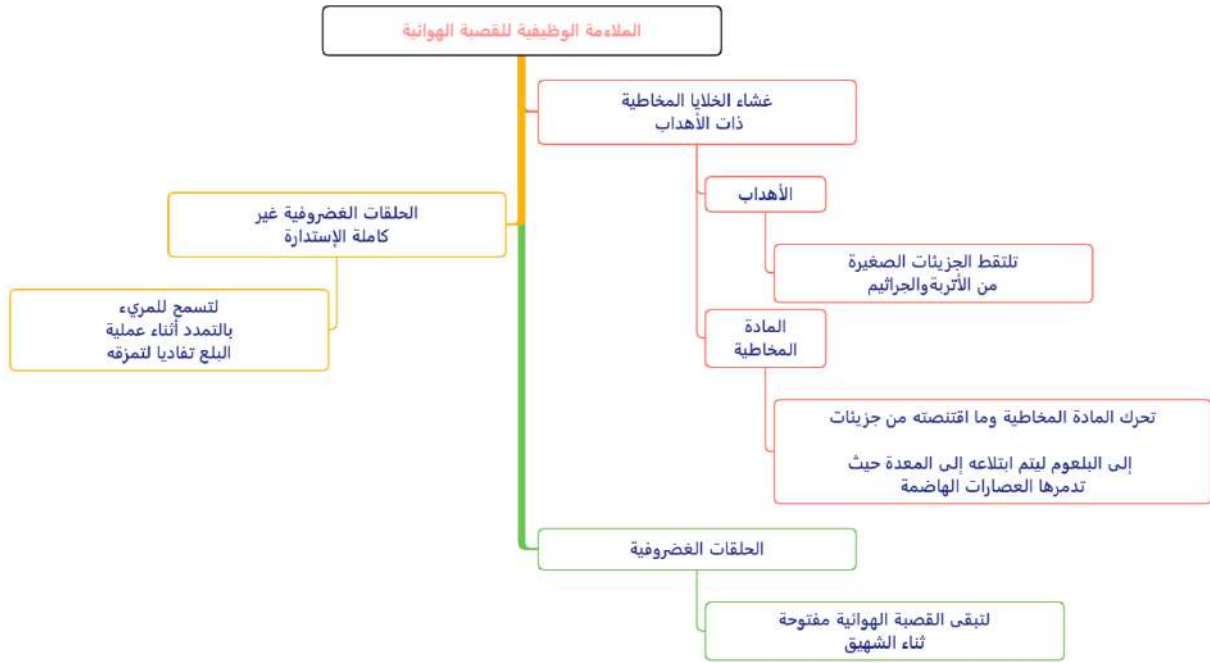 الملاءمة الوظيفية للقصبة الهوائية
غشاء الخلايا المخاطية
ذات الأهداب
الأهداب
تلتقط الجزيئات الصغيرة
من الأتربة والجراثيم
المادة
المخاطية
تحرك المادة المخاطية وما اقتنصته من جزيئات
إلى البلعوم ليتم ابتلاعه إلى المعدة حيث
تدمرها العصارات الهاضمة
الحلقات الغضروفية غير
كاملة الإستدارة
لتسمح للمريء
بالتمدد أثناء عملية
البلع تفاديا لتمزقه
الحلقات الغضروفية
لتبقى القصبة الهوائية مفتوحة
ثناء الشهيق